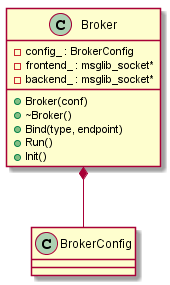 C Broker
config_ : BrokerConfig
frontend_ : msglib_socket*
backend_ : msglib_socket*
Broker(conf)
~Broker()
Bind(type, endpoint)
Run()
Init()
C BrokerConfig